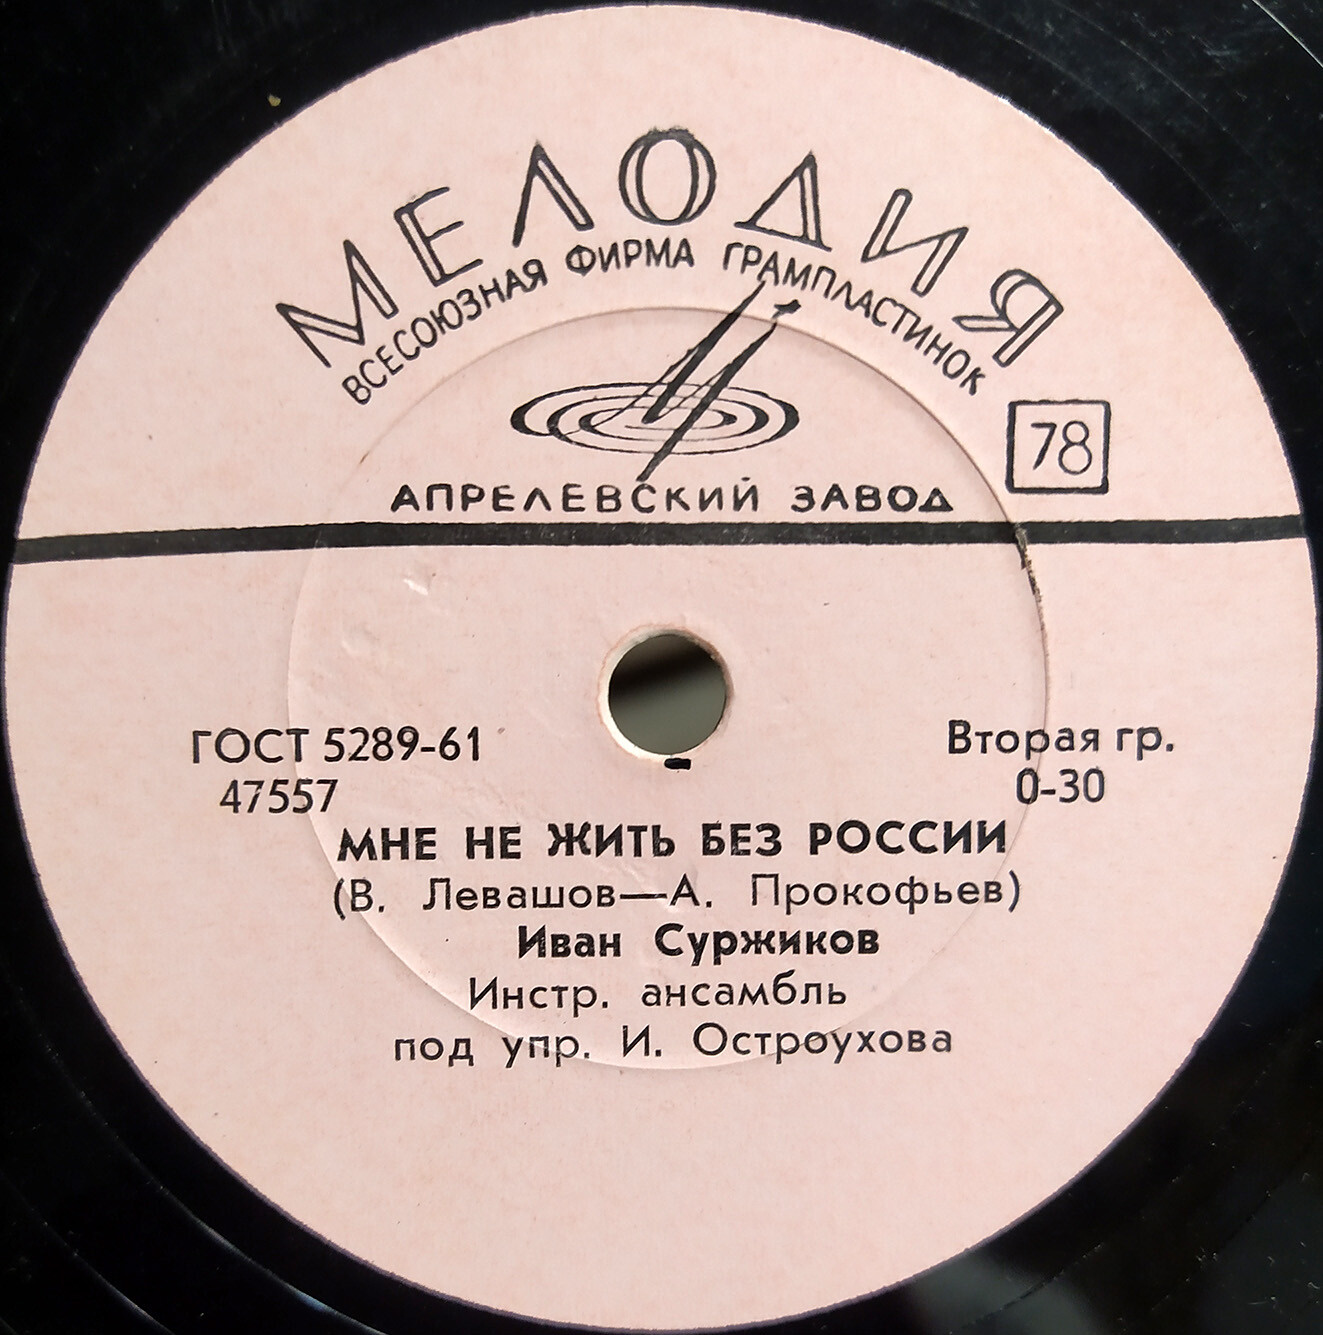 МЕЛОДИЯ
ВСЕСОЮЗНАЯ ФИРМА ГРАМПЛАСТИНОК
78
АПРЕЛЕВСКИЙ ЗАВОД
ГОСТ 5289-61
Вторая гр.
47557
0-30
МНЕ НЕ ЖИТЬ БЕЗ РОССИИ
(В. Левашов—А. Прокофьев)
Иван Суржиков
Инстр. ансамбль
под упр. И. Остроухова